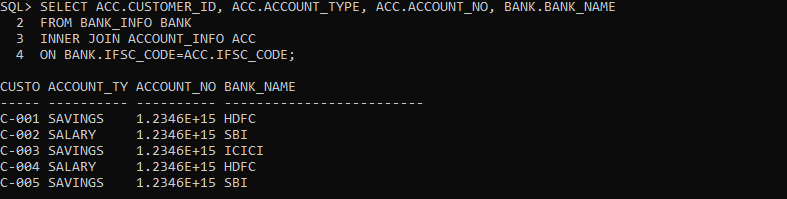 SQL> SELECT ACC.CUSTOMER_ID, ACC.ACCOUNT_TYPE, ACC.ACCOUNT_NO, BANK.BANK_NAME
  2  FROM BANK_INFO BANK
  3  INNER JOIN ACCOUNT_INFO ACC
  4  ON BANK.IFSC_CODE=ACC.IFSC_CODE;

CUSTO ACCOUNT_TY ACCOUNT_NO BANK_NAME
----- ---------- ---------- -------------------------
C-001 SAVINGS    1.2346E+15 HDFC
C-002 SALARY     1.2346E+15 SBI
C-003 SAVINGS    1.2346E+15 ICICI
C-004 SALARY     1.2346E+15 HDFC
C-005 SAVINGS    1.2346E+15 SBI